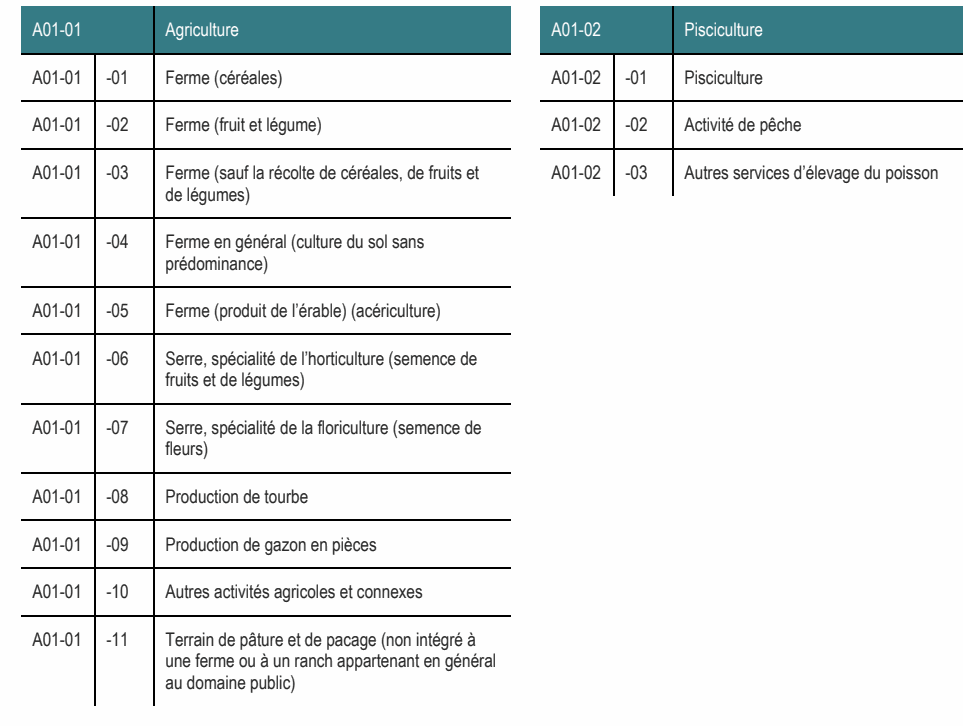 A01-01 Agriculture
A01-01 -01 Ferme (céréales)
A01-01 -02 Ferme (fruit et légume)
A01-01 -03 Ferme (sauf la récolte de céréales, de fruits et
de légumes)
A01-01 -04 Ferme en général (culture du sol sans
prédominance)
A01-01 -05 Ferme (produit de l’érable) (acériculture)
A01-01 -06 Serre, spécialité de l’horticulture (semence de
fruits et de légumes)
A01-01 -07 Serre, spécialité de la floriculture (semence de
fleurs)
A01-01 -08 Production de tourbe
A01-01 -09 Production de gazon en pièces
A01-01 -10 Autres activités agricoles et connexes
A01-01 -11 Terrain de pâture et de pacage (non intégré à
une ferme ou à un ranch appartenant en général
au domaine public)
A01-02 Pisciculture
A01-02 -01 Pisciculture
A01-02 -02 Activité de pêche
A01-02 -03 Autres services d’élevage du poisson